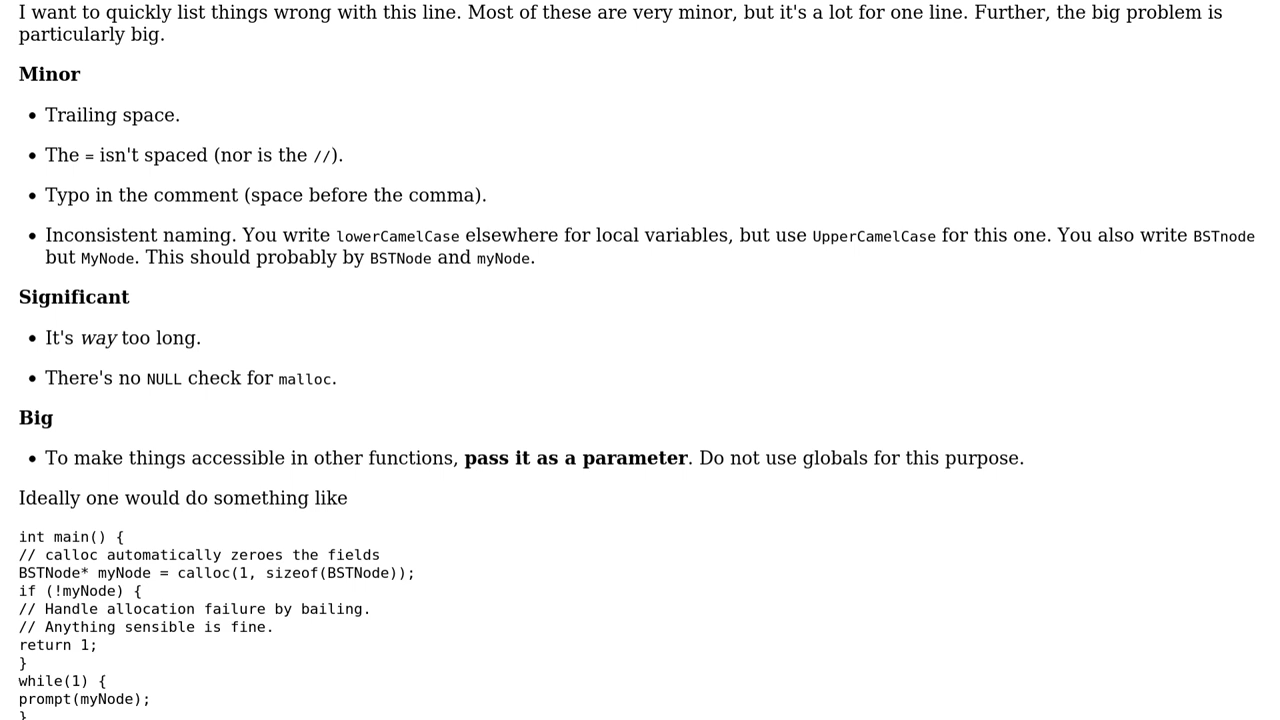 I want to quickly list things wrong with this line. Most of these are very minor, but it's a lot for one line. Further, the big problem is
particularly big.
Minor
• Trailing space.
• The = isn't spaced (nor is the //).
• Typo in the comment (space before the comma).
• Inconsistent naming. You write lowerCamelCase elsewhere for local variables, but use UpperCamelCase for this one. You also write BSTnode
but MyNode. This should probably by BSTNode and myNode.
Significant
• It's way too long.
• There's no NULL check for malloc.
Big
• To make things accessible in other functions, pass it as a parameter. Do not use globals for this purpose.
Ideally one would do something like
int main() {
// calloc automatically zeroes the fields
BSTNode* myNode = calloc(1, sizeof(BSTNode));
if (!myNode) {
// Handle allocation failure by bailing.
// Anything sensible is fine.
return 1;
}
while(1) {
prompt(myNode);
}